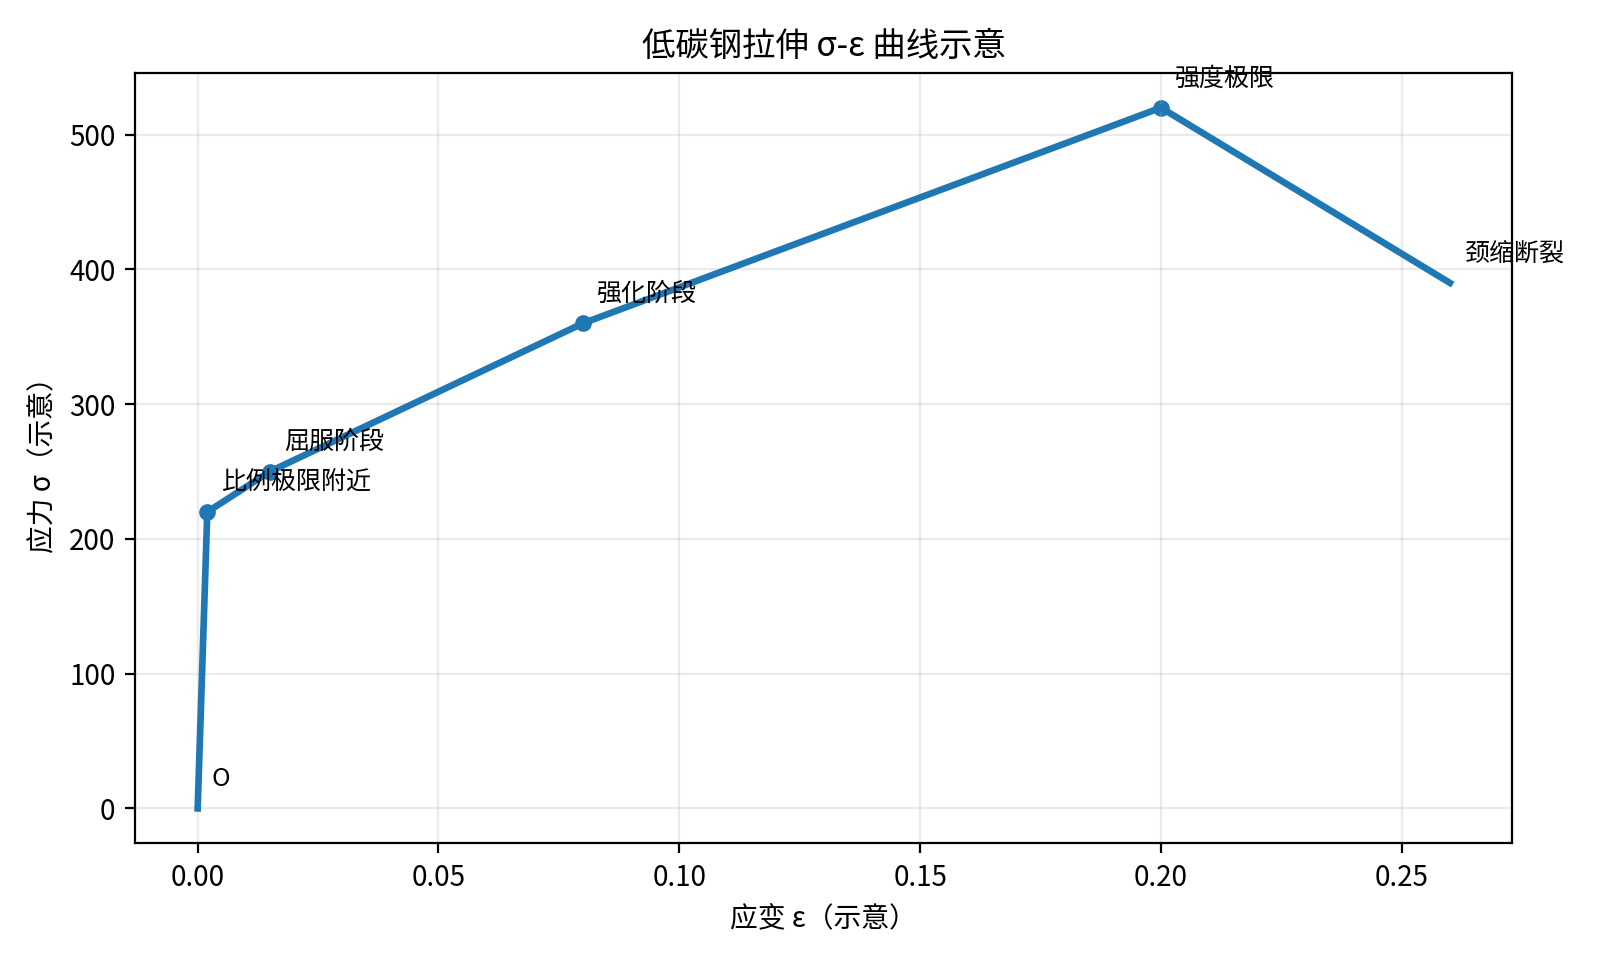 低碳钢拉伸 σ-ε 曲线示意
强度极限
500
颈缩断裂
400
强化阶段
300
屈服阶段
比例极限附近
应力 σ（示意）
200
100
O
0
0.00 0.05 0.10 0.15 0.20 0.25
应变 ε（示意）